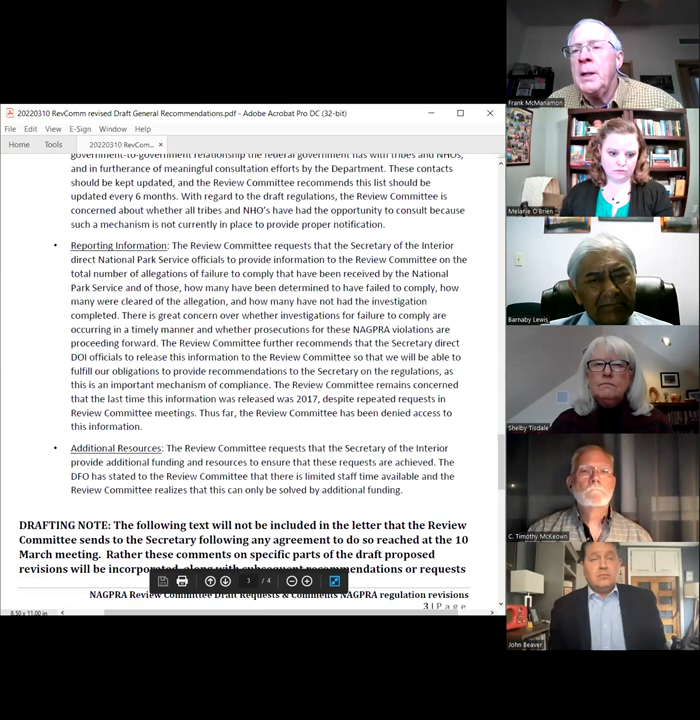 20220310 RevComm revised Draft General Recommendations.pdf - Adobe Acrobat Pro DC (32-bit)
File Edit View E-Sign Window Help
Home Tools 20220310 RevCom... ×
government-to-government relationship the federal government has with tribes and NHOs,
and in furtherance of meaningful consultation efforts by the Department. These contacts
should be kept updated, and the Review Committee recommends this list should be
updated every 6 months. With regard to the draft regulations, the Review Committee is
concerned about whether all tribes and NHO's have had the opportunity to consult because
such a mechanism is not currently in place to provide proper notification.
• Reporting Information: The Review Committee requests that the Secretary of the Interior
direct National Park Service officials to provide information to the Review Committee on the
total number of allegations of failure to comply that have been received by the National
Park Service and of those, how many have been determined to have failed to comply, how
many were cleared of the allegation, and how many have not had the investigation
completed. There is great concern over whether investigations for failure to comply are
occurring in a timely manner and whether prosecutions for these NAGPRA violations are
proceeding forward. The Review Committee further recommends that the Secretary direct
DOI officials to release this information to the Review Committee so that we will be able to
fulfill our obligations to provide recommendations to the Secretary on the regulations, as
this is an important mechanism of compliance. The Review Committee remains concerned
that the last time this information was released was 2017, despite repeated requests in
Review Committee meetings. Thus far, the Review Committee has been denied access to
this information.
• Additional Resources: The Review Committee requests that the Secretary of the Interior
provide additional funding and resources to ensure that these requests are achieved. The
DFO has stated to the Review Committee that there is limited staff time available and the
Review Committee realizes that this can only be solved by additional funding.
DRAFTING NOTE: The following text will not be included in the letter that the Review
Committee sends to the Secretary following any agreement to do so reached at the 10
March meeting. Rather these comments on specific parts of the draft proposed
revisions will be incorporated, along with subsequent recommendations or requests
3 / 4
NAGPRA Review Committee Draft Requests & Comments NAGPRA regulation revisions
3 | P a g e
8.50 x 11.00 in
Frank McManamon
Melanie O'Brien -
Barnaby Lewis
Shelby Tisdale
C. Timothy McKeown
John Beaver